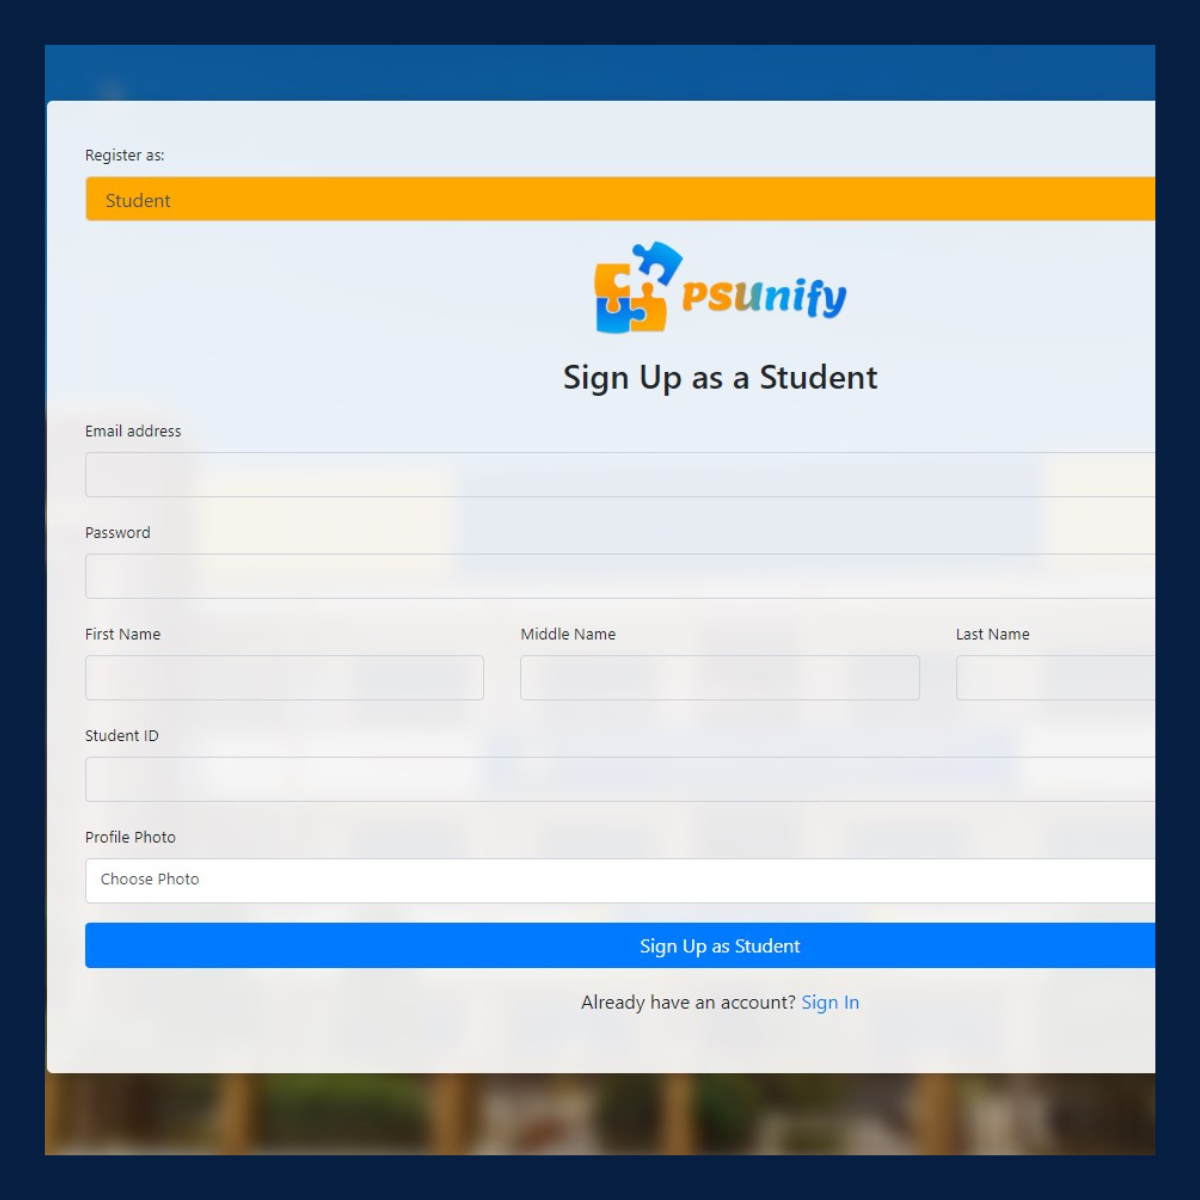 Register as:
Student
PSUnify
Sign Up as a Student
Email address
Password
First Name Middle Name Last Name
Student ID
Profile Photo
Choose Photo
Sign Up as Student
Already have an account? Sign In